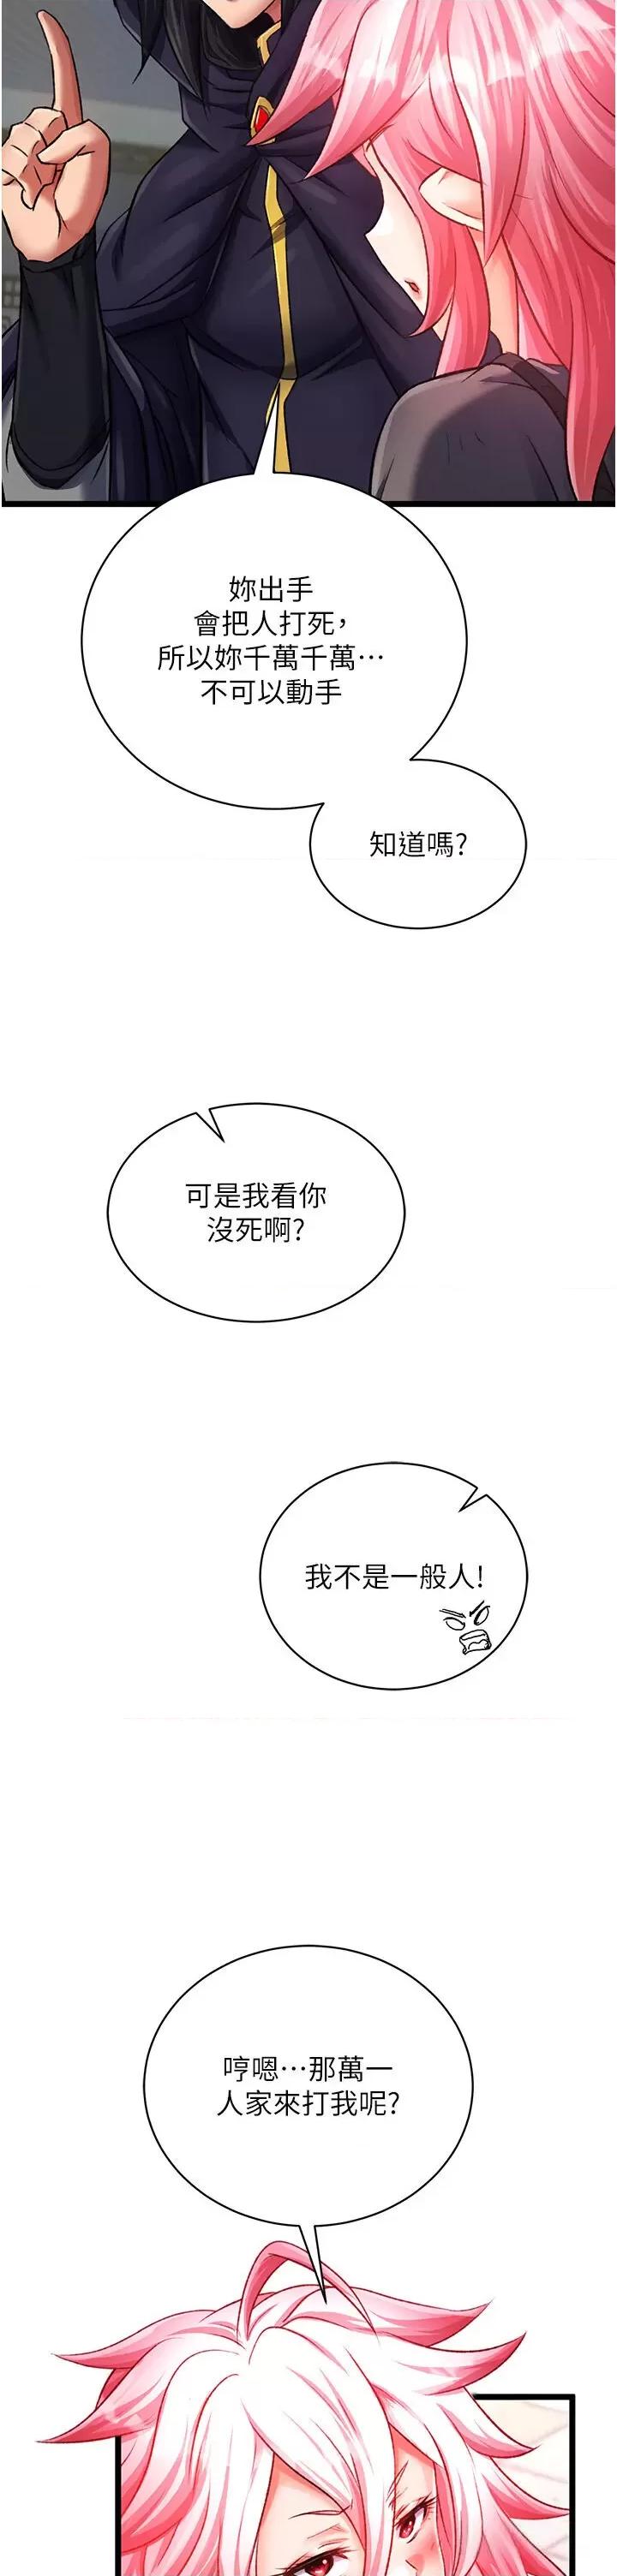 妳出手
會把人打死，
所以妳千萬千萬…
不可以動手
知道嗎?
可是我看你
沒死啊?
我不是一般人!
哼嗯…那萬一
人家來打我呢?